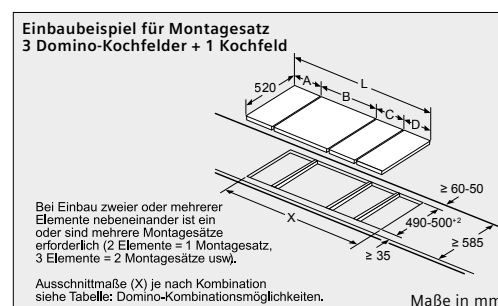 Einbaubeispiel für Montagesatz
3 Domino-Kochfelder + 1 Kochfeld
L
A
520
B
C
D
≥ 60-50
Bei Einbau zweier oder mehrerer
Elemente nebeneinander ist ein
oder sind mehrere Montagesätze
erforderlich (2 Elemente = 1 Montagesatz,
3 Elemente = 2 Montagesätze usw).
X
490-500+2
≥ 585
≥ 35
Ausschnittmaße (X) je nach Kombination
siehe Tabelle: Domino-Kombinationsmöglichkeiten.
Maße in mm